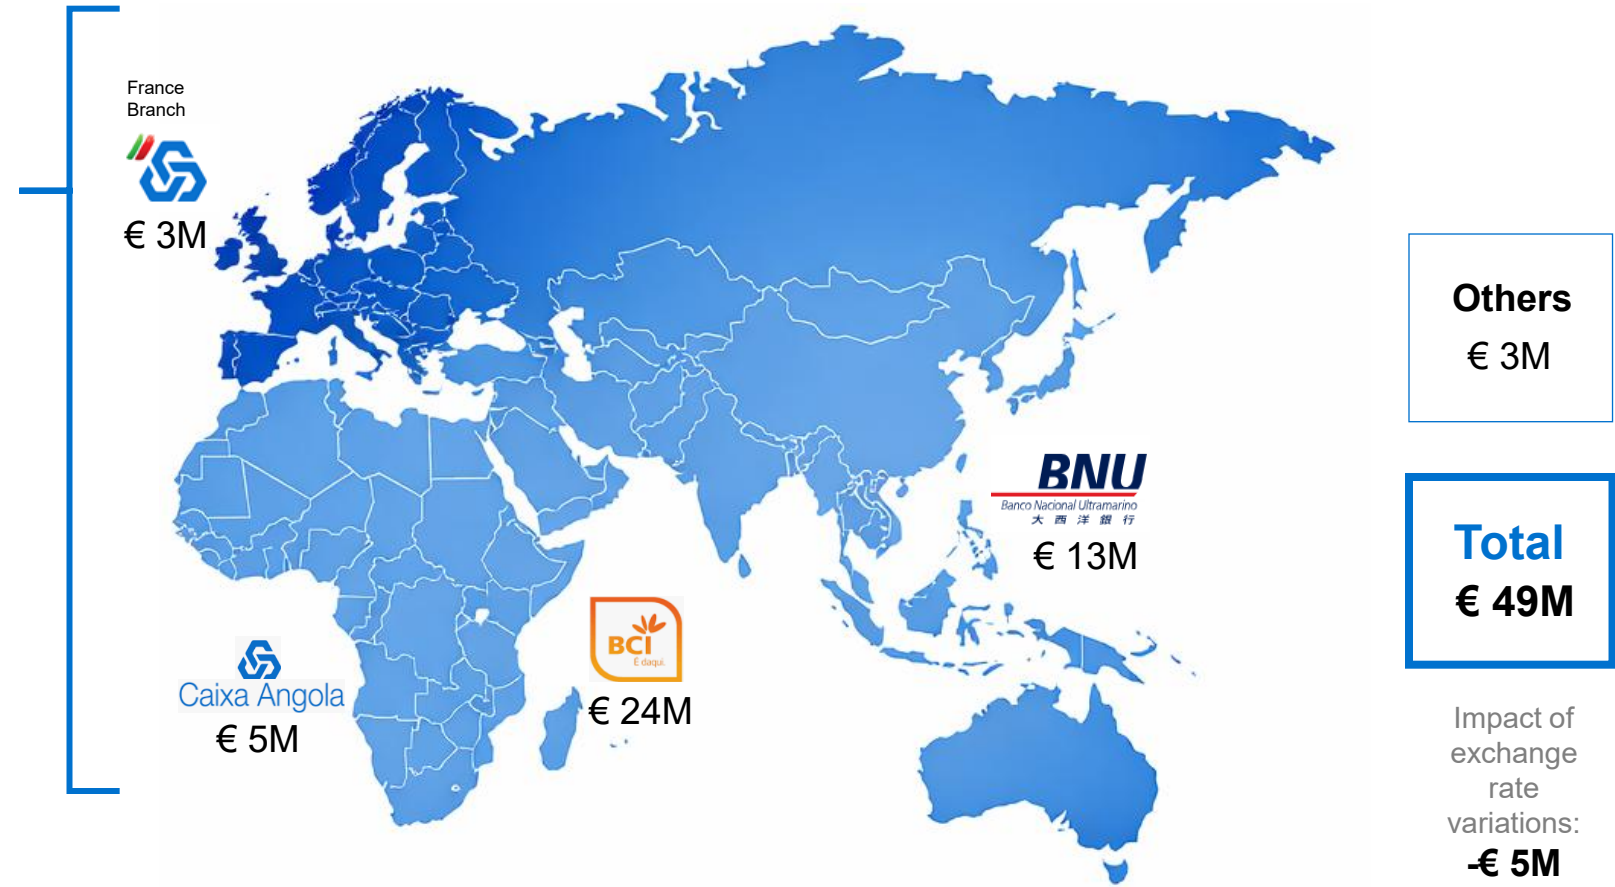 France
Branch
€ 3M
Others
€ 3M
BNU
Banco Nacional Ultramarino
大西洋銀行
€ 13M
Total
€ 49M
BCI
É daqui.
€ 24M
Caixa Angola
€ 5M
Impact of
exchange
rate
variations:
-€ 5M